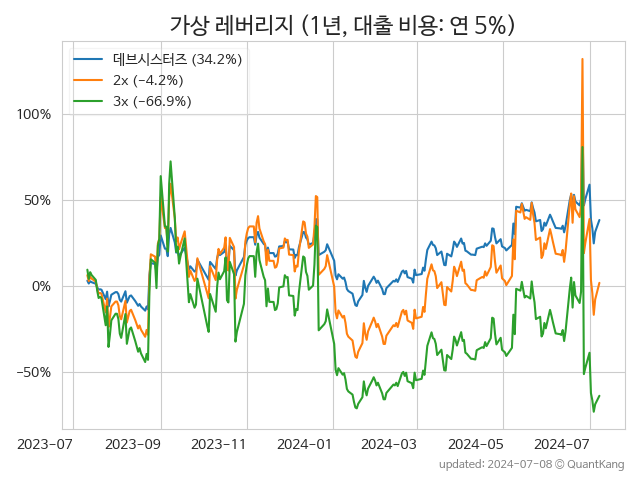 가상 레버리지 (1년, 대출 비용: 연 5%)
데브시스터즈 (34.2%)
2x (−4.2%)
3x (−66.9%)
100%
50%
0%
−50%
2023-07 2023-09 2023-11 2024-01 2024-03 2024-05 2024-07
updated: 2024-07-08 © QuantKang